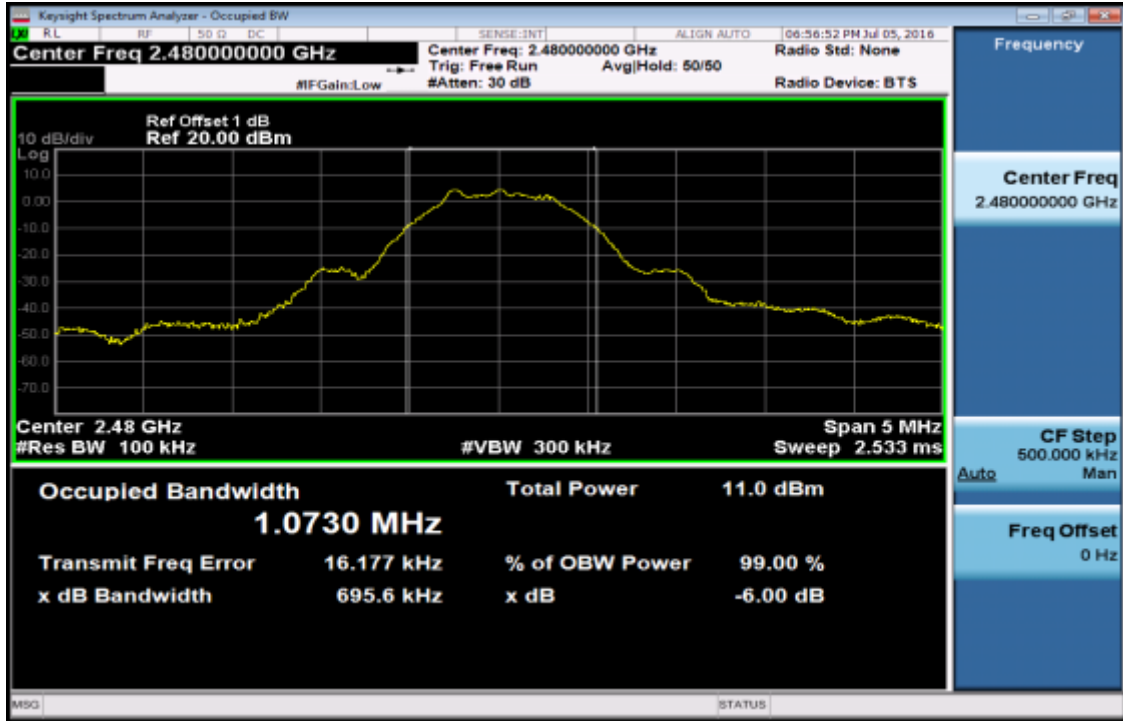 Keysight Spectrum Analyzer - Occupied BW
LXI RL RF 50 Ω DC SENSE:INT ALIGN AUTO 06:56:52 PM Jul 05, 2016
Center Freq 2.480000000 GHz
Center Freq: 2.480000000 GHz Radio Std: None
Trig: Free Run Avg|Hold: 50/50
#IFGain:Low #Atten: 30 dB Radio Device: BTS
Ref Offset 1 dB
10 dB/div Ref 20.00 dBm
Log
10.0
0.00
-10.0
-20.0
-30.0
-40.0
-50.0
-60.0
-70.0
Center 2.48 GHz Span 5 MHz
#Res BW 100 kHz #VBW 300 kHz Sweep 2.533 ms
Occupied Bandwidth Total Power 11.0 dBm
1.0730 MHz
Transmit Freq Error 16.177 kHz % of OBW Power 99.00 %
x dB Bandwidth 695.6 kHz x dB -6.00 dB
MSG STATUS
Frequency
Center Freq
2.480000000 GHz
CF Step
500.000 kHz
Auto Man
Freq Offset
0 Hz